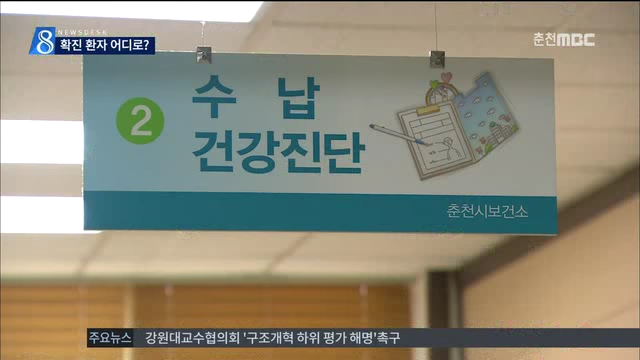 NEWSDESK
8 확진 환자 어디로?
춘천MBC
2 수 납
건강진단
춘천시보건소
주요뉴스 강원대교수협의회 '구조개혁 하위 평가 해명'촉구